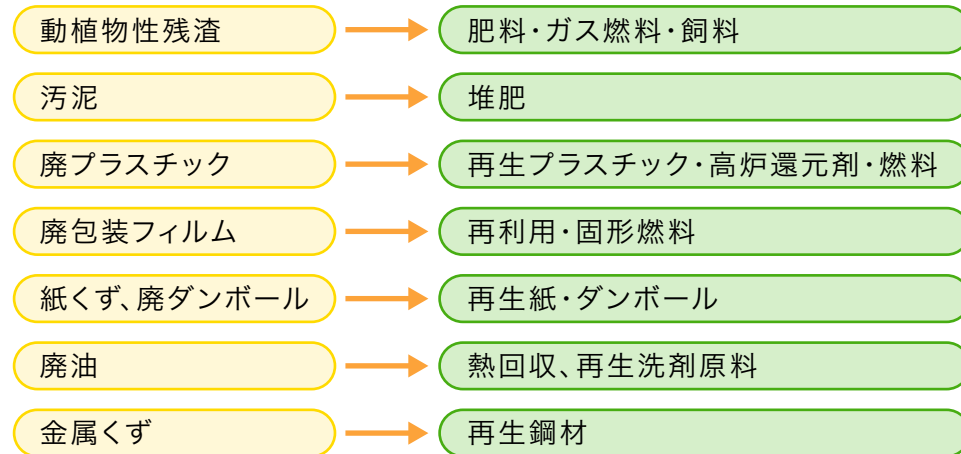 動植物性残渣
肥料・ガス燃料・飼料
汚泥
堆肥
廃プラスチック
再生プラスチック・高炉還元剤・燃料
廃包装フィルム
再利用・固形燃料
紙くず、廃ダンボール
再生紙・ダンボール
廃油
熱回収、再生洗剤原料
金属くず
再生鋼材